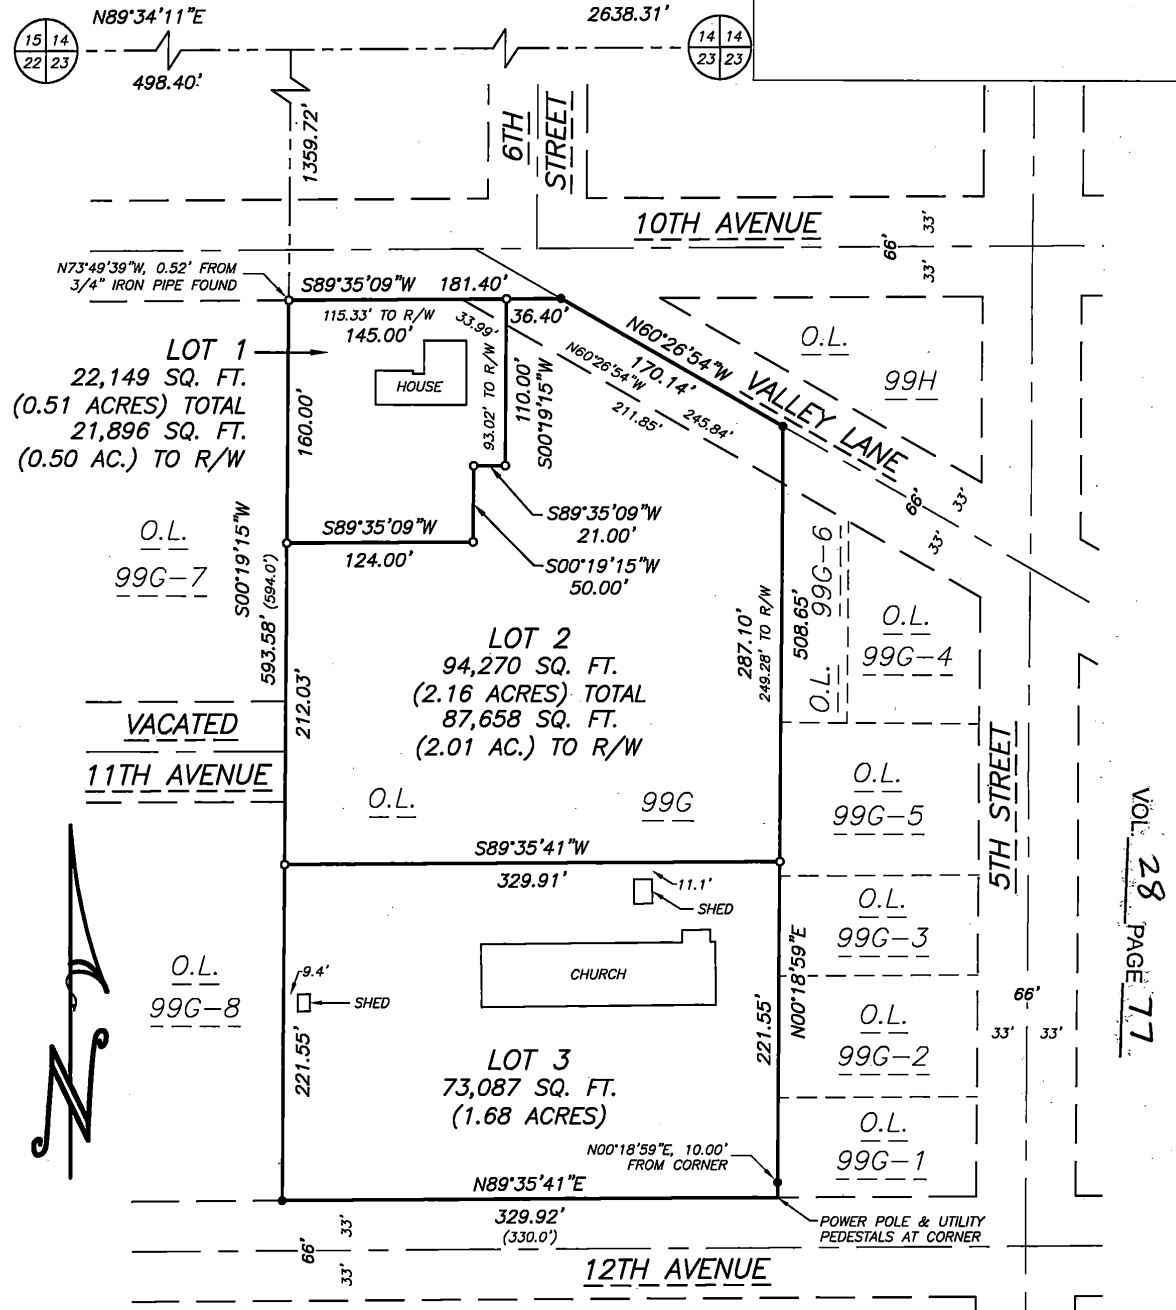 N89°34'11"E
2638.31'
15 14
22 23
14 14
23 23
498.40'
1359.72'
6TH
STREET
10TH AVENUE
33'
66'
33'
N73°49'39"W, 0.52' FROM
3/4" IRON PIPE FOUND
S89°35'09"W 181.40'
115.33' TO R/W
145.00'
33.99'
36.40'
N60°26'54"W
170.14'
N60°26'54"W
211.85'
245.84'
VALLEY LANE
66'
33'
33'
O.L.
99H
LOT 1
22,149 SQ. FT.
(0.51 ACRES) TOTAL
21,896 SQ. FT.
(0.50 AC.) TO R/W
HOUSE
160.00'
93.02' TO R/W
110.00'
S00°19'15"W
S89°35'09"W
21.00'
S00°19'15"W
50.00'
S89°35'09"W
124.00'
O.L.
99G-7
S00°19'15"W
593.58' (594.0')
212.03'
LOT 2
94,270 SQ. FT.
(2.16 ACRES) TOTAL
87,658 SQ. FT.
(2.01 AC.) TO R/W
287.10'
249.28' TO R/W
508.65'
O.L. 99G-6
O.L.
99G-4
VACATED
11TH AVENUE
O.L. 99G
O.L.
99G-5
5TH STREET
S89°35'41"W
329.91'
11.1'
SHED
O.L.
99G-3
VOL. 28 PAGE 77
CHURCH
N00°18'59"E
O.L.
99G-8
9.4'
SHED
66'
33' 33'
O.L.
99G-2
221.55'
221.55'
LOT 3
73,087 SQ. FT.
(1.68 ACRES)
N
O.L.
99G-1
N00°18'59"E, 10.00'
FROM CORNER
N89°35'41"E
329.92'
(330.0')
POWER POLE & UTILITY
PEDESTALS AT CORNER
33'
66'
33'
12TH AVENUE